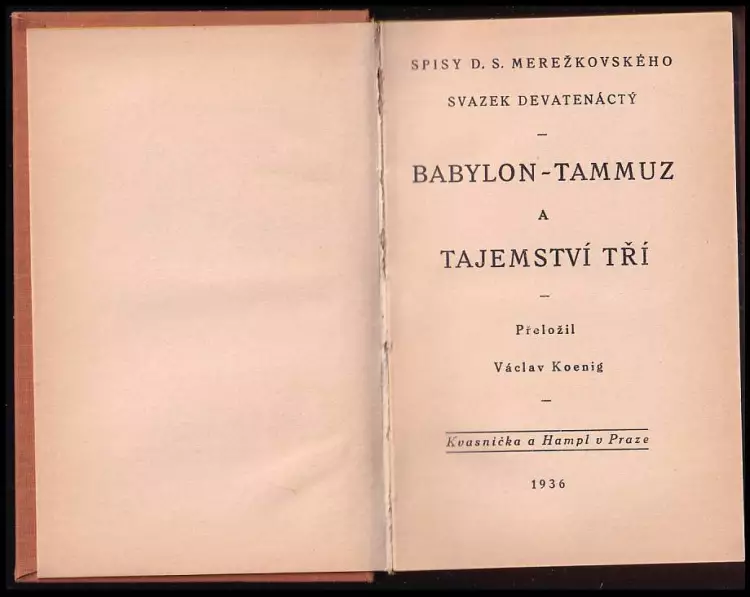 SPISY D. S. MEREŽKOVSKÉHO
SVAZEK DEVATENÁCTÝ
—
BABYLON-TAMMUZ
A
TAJEMSTVÍ TŘÍ
—
Přeložil
Václav Koenig
—
Kvasnička a Hampl v Praze
1936